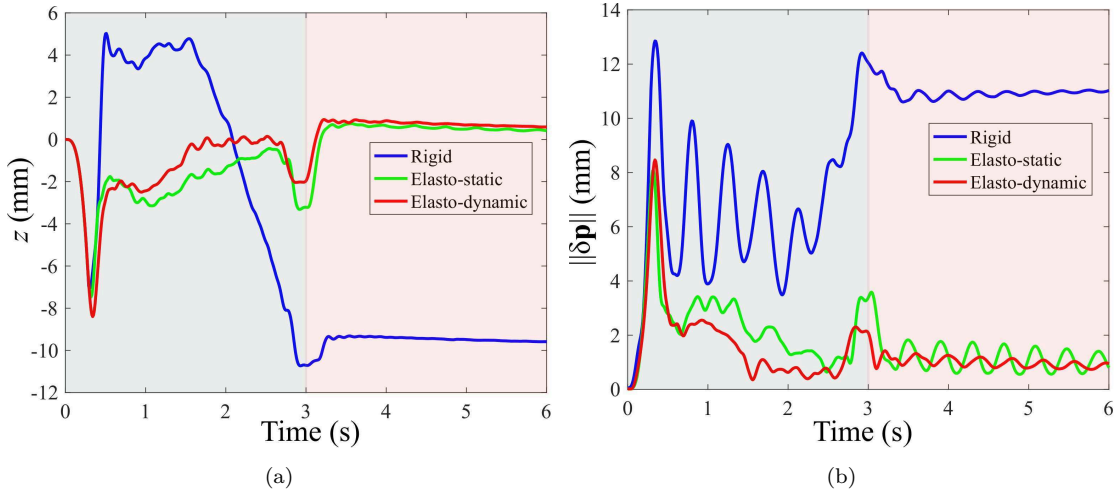 6
4
2
0
-2
-4
-6
-8
-10
-12
z (mm)
Rigid
Elasto-static
Elasto-dynamic
0 1 2 3 4 5 6
Time (s)
(a)
14
12
10
8
6
4
2
0
||δp|| (mm)
Rigid
Elasto-static
Elasto-dynamic
0 1 2 3 4 5 6
Time (s)
(b)